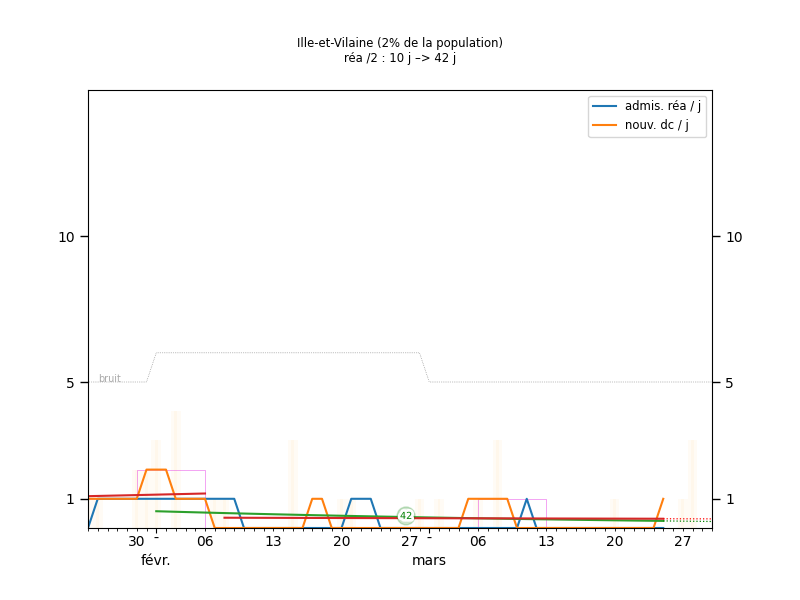 Ille-et-Vilaine (2% de la population)
réa /2 : 10 j –> 42 j
admis. réa / j
nouv. dc / j
10 10
bruit
5 5
1 1
42
30 - 06 13 20 27 - 06 13 20 27
févr. mars